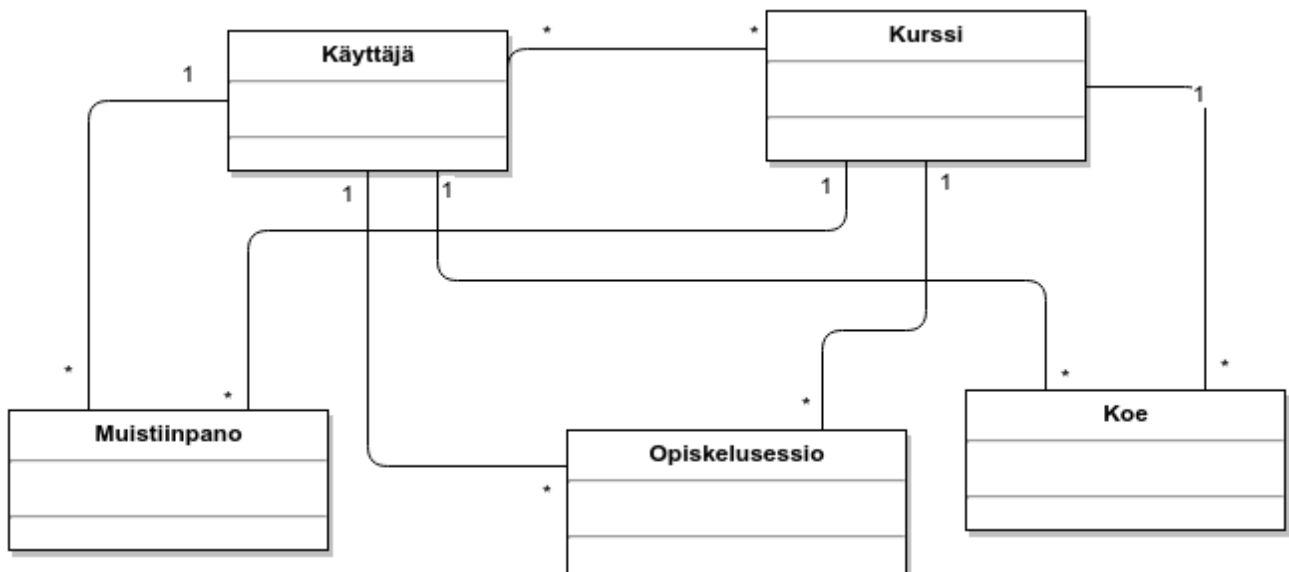 * * Kurssi
Käyttäjä
1
1
1 1 1 1
* * * * *
Muistiinpano
Koe
Opiskelusessio
*